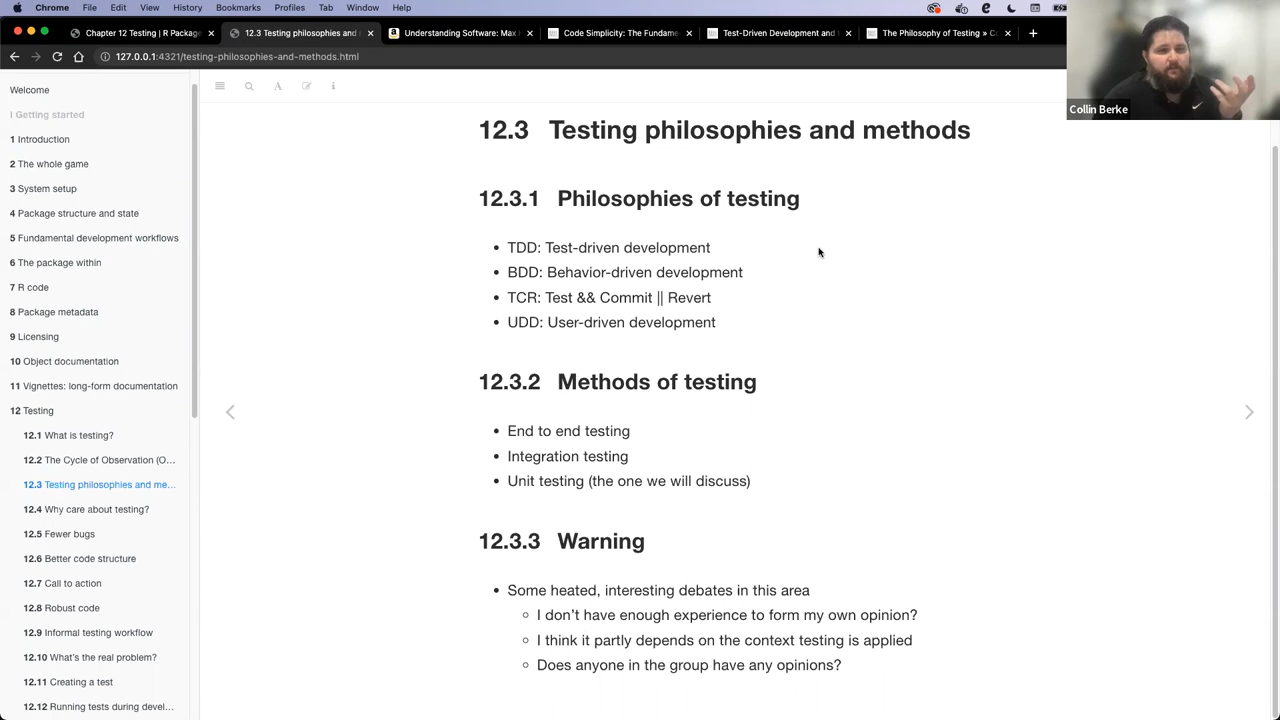 Chrome File Edit View History Bookmarks Profiles Tab Window Help
Chapter 12 Testing | R Package
12.3 Testing philosophies and
Understanding Software: Max
Code Simplicity: The Fundame
Test-Driven Development and
The Philosophy of Testing » C
127.0.0.1:4321/testing-philosophies-and-methods.html
Collin Berke
Welcome
I Getting started
1 Introduction
2 The whole game
3 System setup
4 Package structure and state
5 Fundamental development workflows
6 The package within
7 R code
8 Package metadata
9 Licensing
10 Object documentation
11 Vignettes: long-form documentation
12 Testing
12.1 What is testing?
12.2 The Cycle of Observation (O…
12.3 Testing philosophies and me…
12.4 Why care about testing?
12.5 Fewer bugs
12.6 Better code structure
12.7 Call to action
12.8 Robust code
12.9 Informal testing workflow
12.10 What's the real problem?
12.11 Creating a test
12.12 Running tests during devel…
12.3 Testing philosophies and methods
12.3.1 Philosophies of testing
• TDD: Test-driven development
• BDD: Behavior-driven development
• TCR: Test && Commit || Revert
• UDD: User-driven development
12.3.2 Methods of testing
• End to end testing
• Integration testing
• Unit testing (the one we will discuss)
12.3.3 Warning
• Some heated, interesting debates in this area
○ I don't have enough experience to form my own opinion?
○ I think it partly depends on the context testing is applied
○ Does anyone in the group have any opinions?